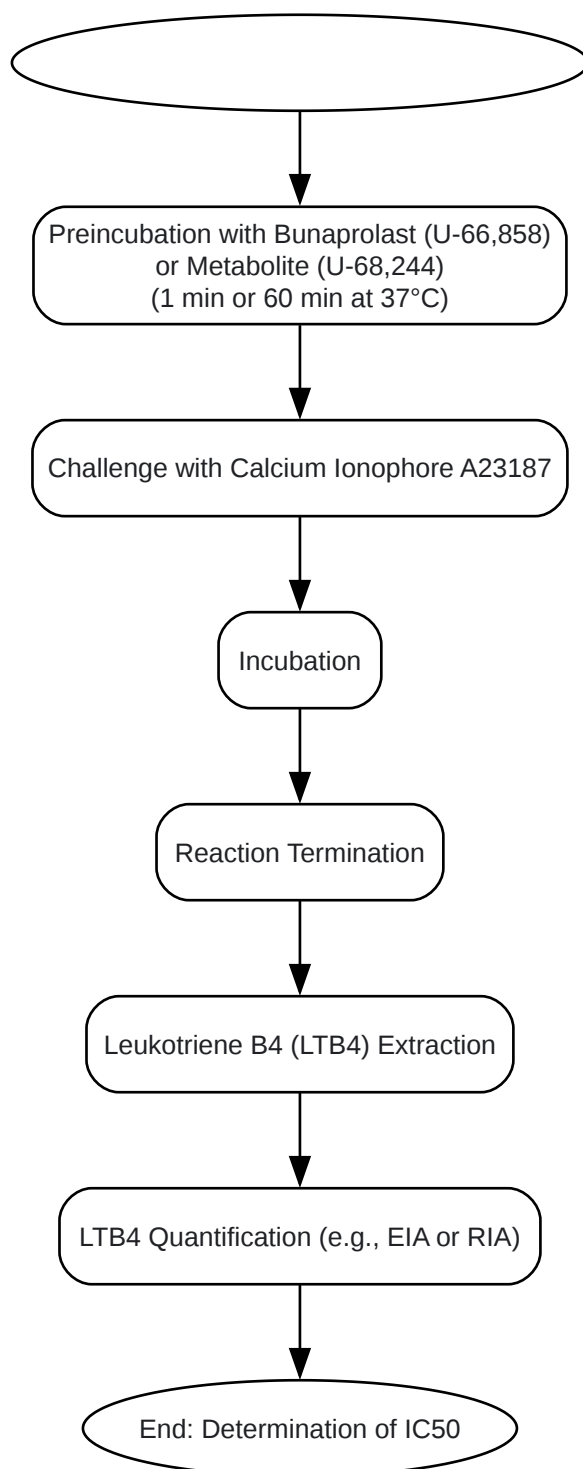 Preincubation with Bunaprolast (U-66,858)
or Metabolite (U-68,244)
(1 min or 60 min at 37°C)
Challenge with Calcium Ionophore A23187
Incubation
Reaction Termination
Leukotriene B4 (LTB4) Extraction
LTB4 Quantification (e.g., EIA or RIA)
End: Determination of IC50